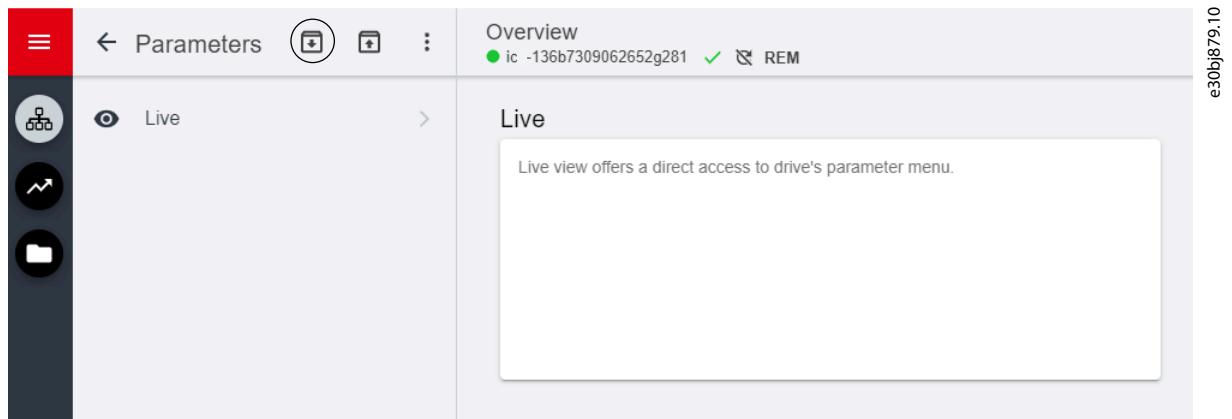 Parameters
Overview
ic -136b7309062652g281 REM
Live
Live
Live view offers a direct access to drive's parameter menu.
e30bj879.10